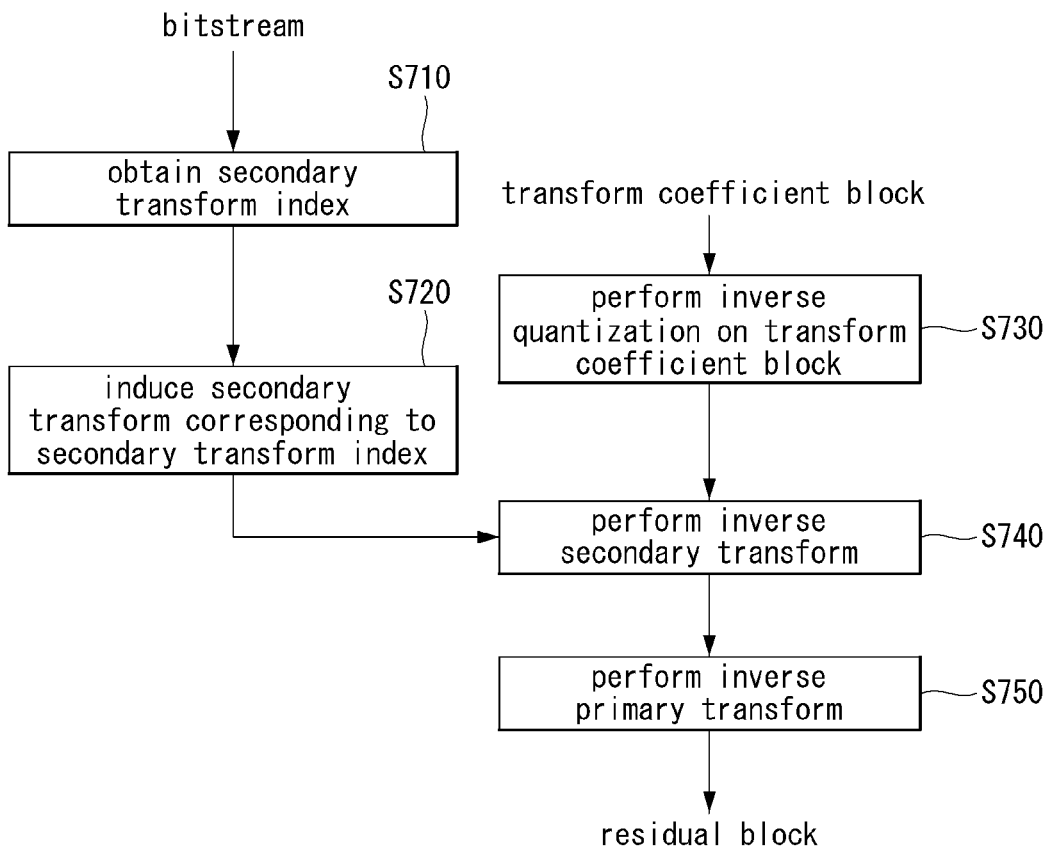 bitstream
S710
obtain secondary
transform index
S720
induce secondary
transform corresponding to
secondary transform index
transform coefficient block
perform inverse
quantization on transform
coefficient block
S730
perform inverse
secondary transform
S740
perform inverse
primary transform
S750
residual block